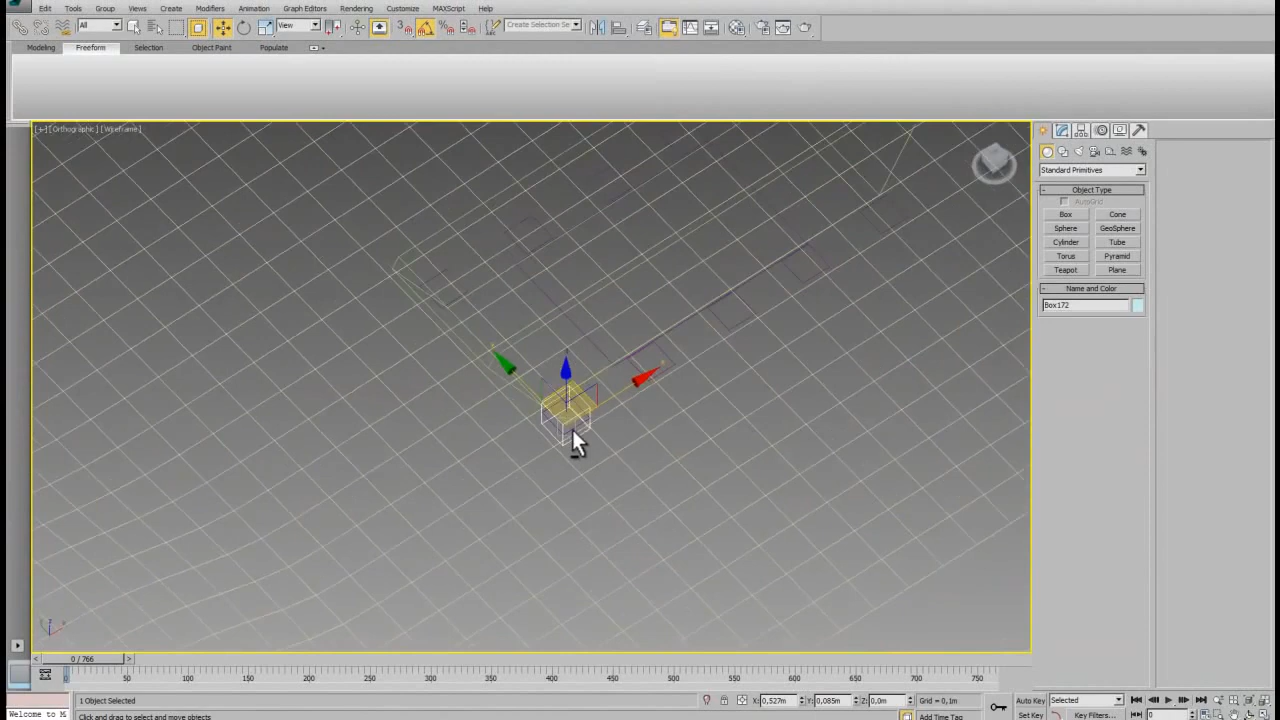 Edit Tools Group Views Create Modifiers Animation Graph Editors Rendering Customize MAXScript Help
All View Create Selection Se
Modeling Freeform Selection Object Paint Populate
[+] [Orthographic] [Wireframe]
Standard Primitives
- Object Type
AutoGrid
Box Cone
Sphere GeoSphere
Cylinder Tube
Torus Pyramid
Teapot Plane
- Name and Color
Box172
z
x
< 0 / 766 >
50 100 150 200 250 300 350 400 450 500 550 600 650 700 750
1 Object Selected X: 0,527m Y: 0,085m Z: 0,0m Grid = 0,1m Auto Key Selected
Welcome to M Click and drag to select and move objects Add Time Tag Set Key Key Filters... 0